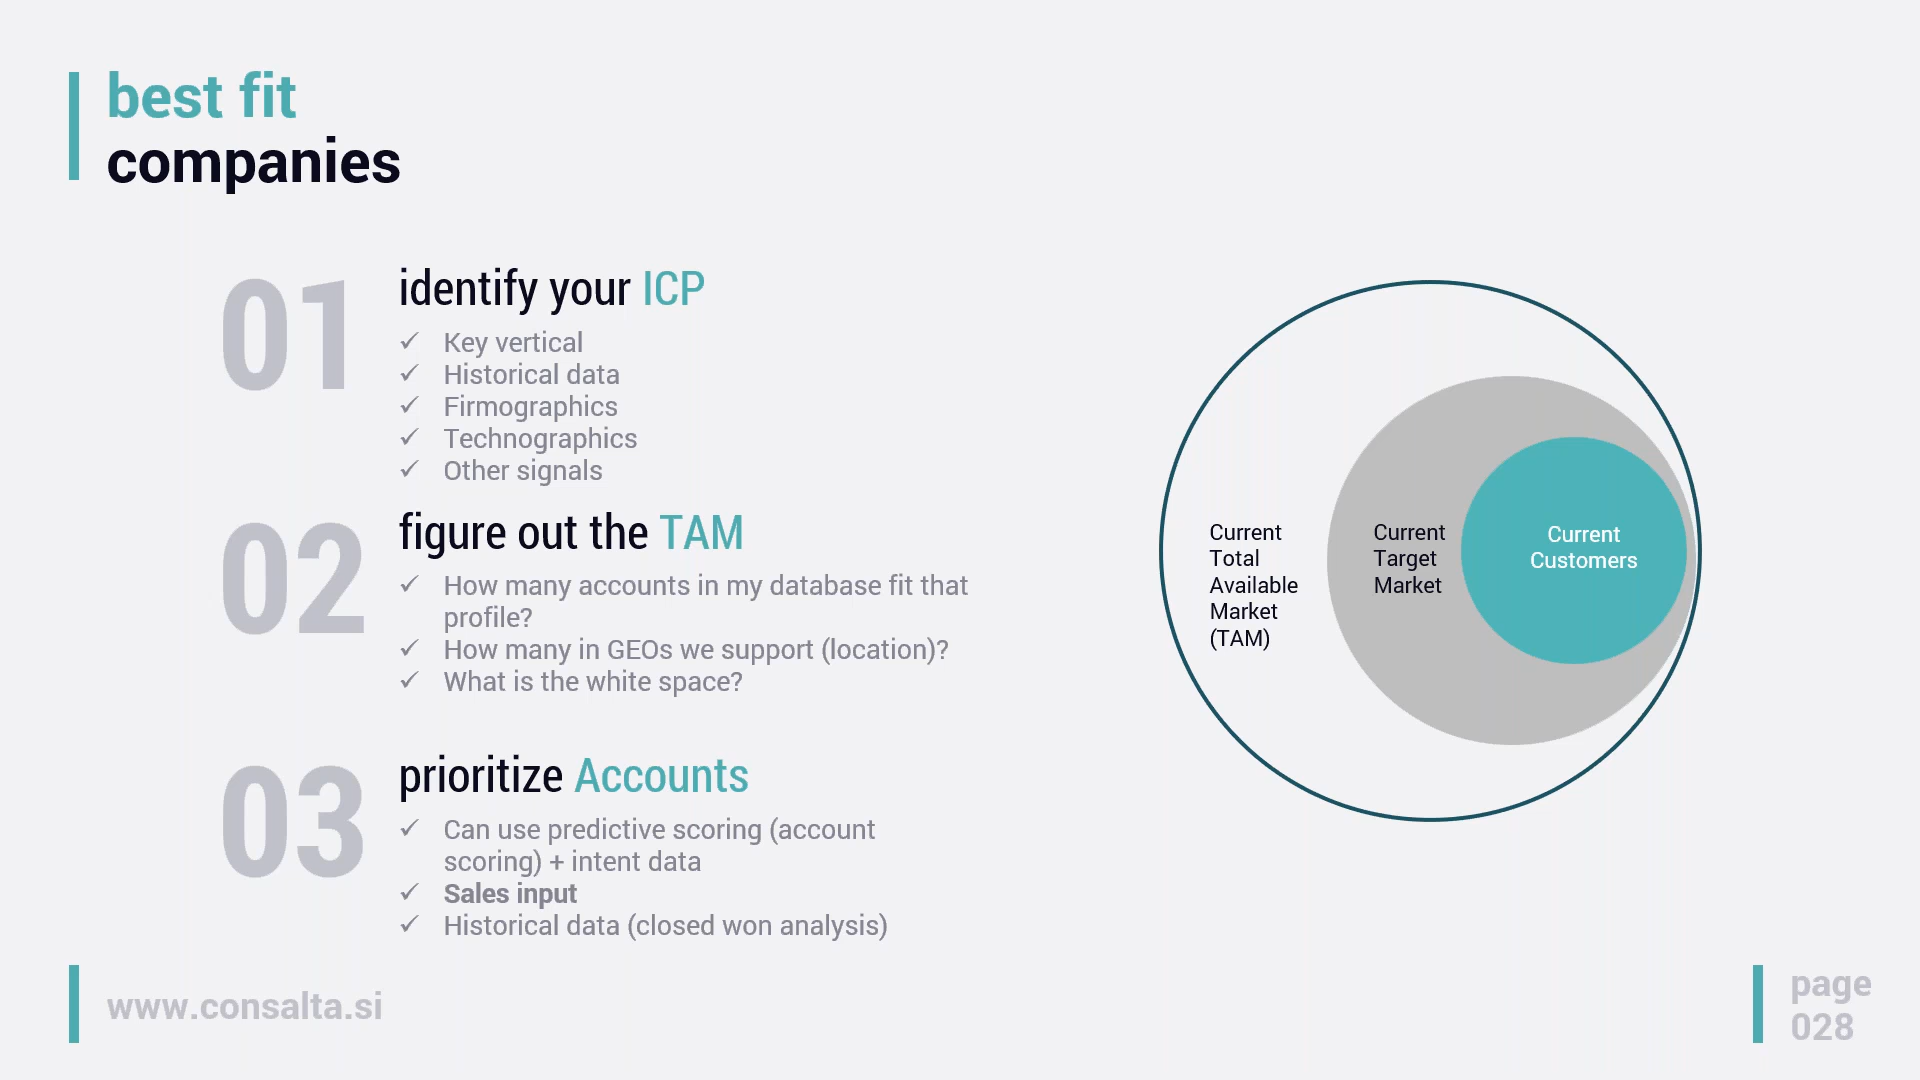 best fit
companies
01
identify your ICP
✓ Key vertical
✓ Historical data
✓ Firmographics
✓ Technographics
✓ Other signals
02
figure out the TAM
✓ How many accounts in my database fit that
profile?
✓ How many in GEOs we support (location)?
✓ What is the white space?
03
prioritize Accounts
✓ Can use predictive scoring (account
scoring) + intent data
✓ Sales input
✓ Historical data (closed won analysis)
Current
Total
Available
Market
(TAM)
Current
Target
Market
Current
Customers
www.consalta.si
page
028